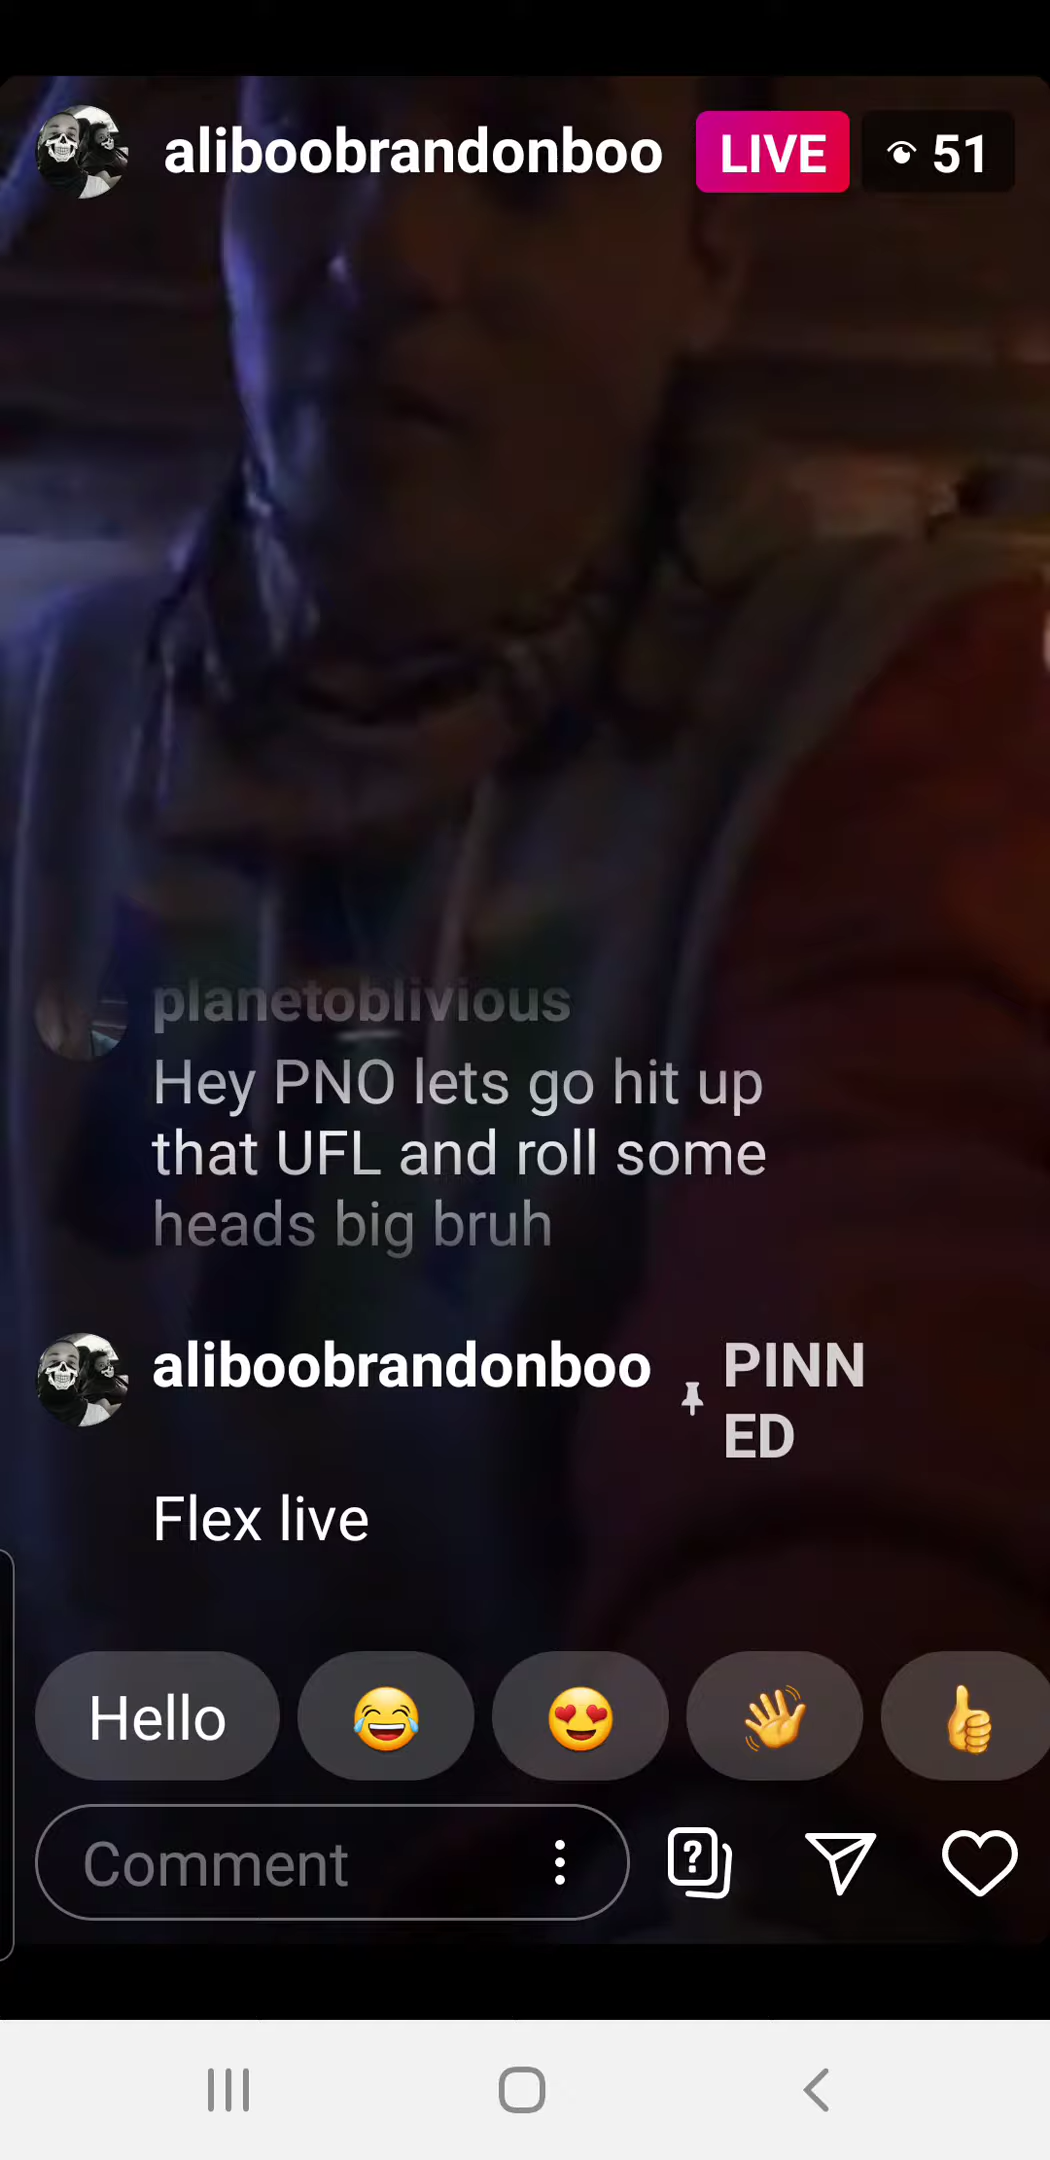 aliboobrandonboo LIVE 51
planetoblivious
Hey PNO lets go hit up
that UFL and roll some
heads big bruh
aliboobrandonboo PINN
ED
Flex live
Hello
?
Comment